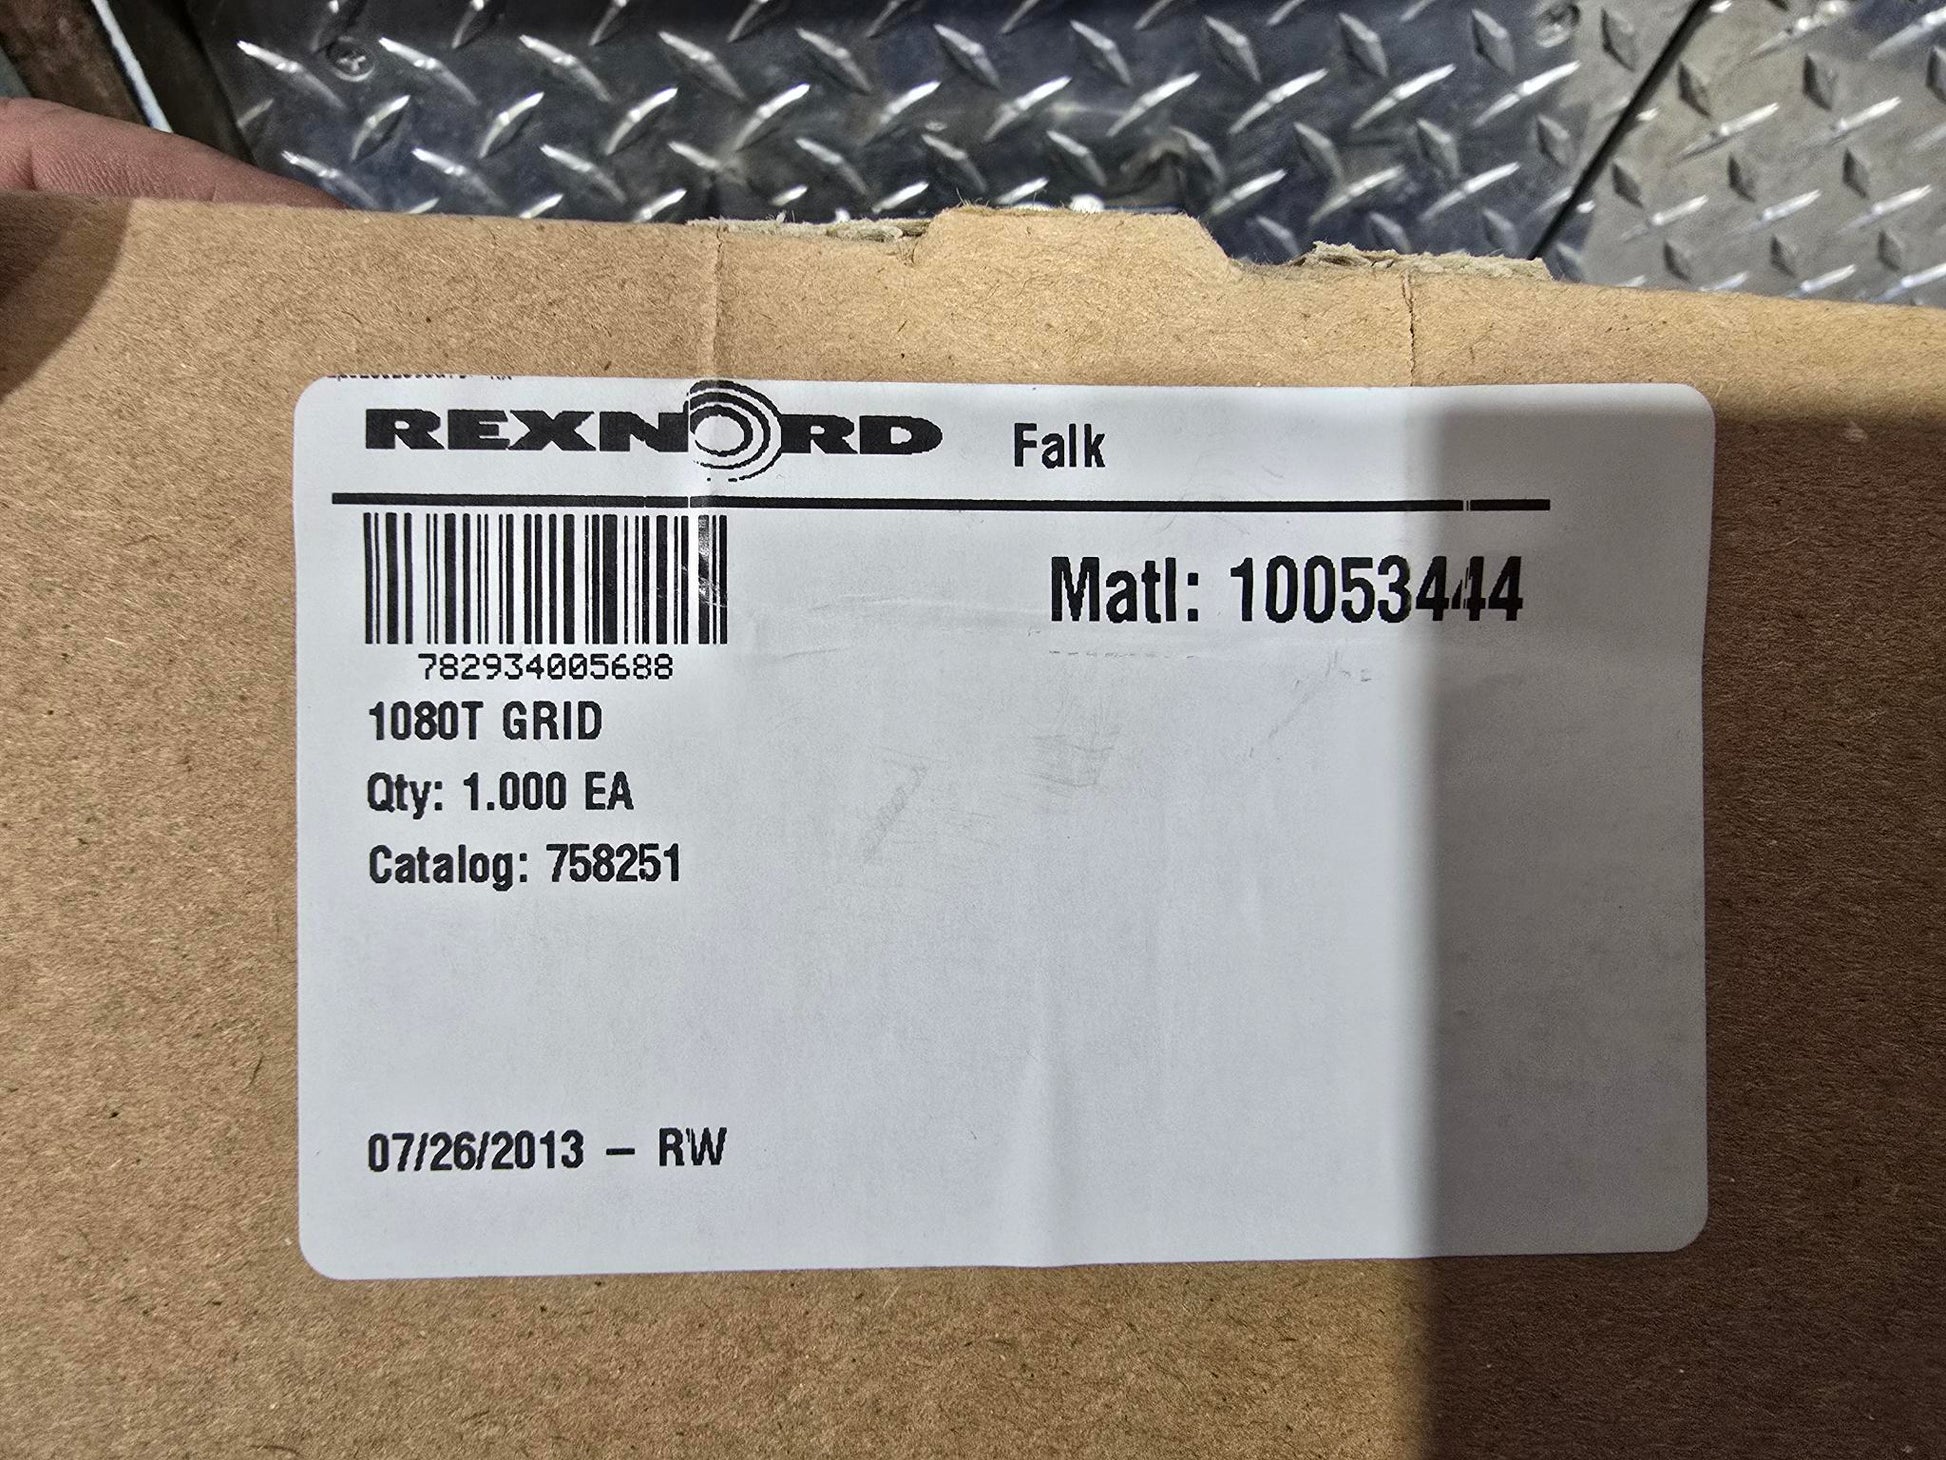 REXNORD Falk
Matl: 10053444
782934005688
1080T GRID
Qty: 1.000 EA
Catalog: 758251
07/26/2013 – RW